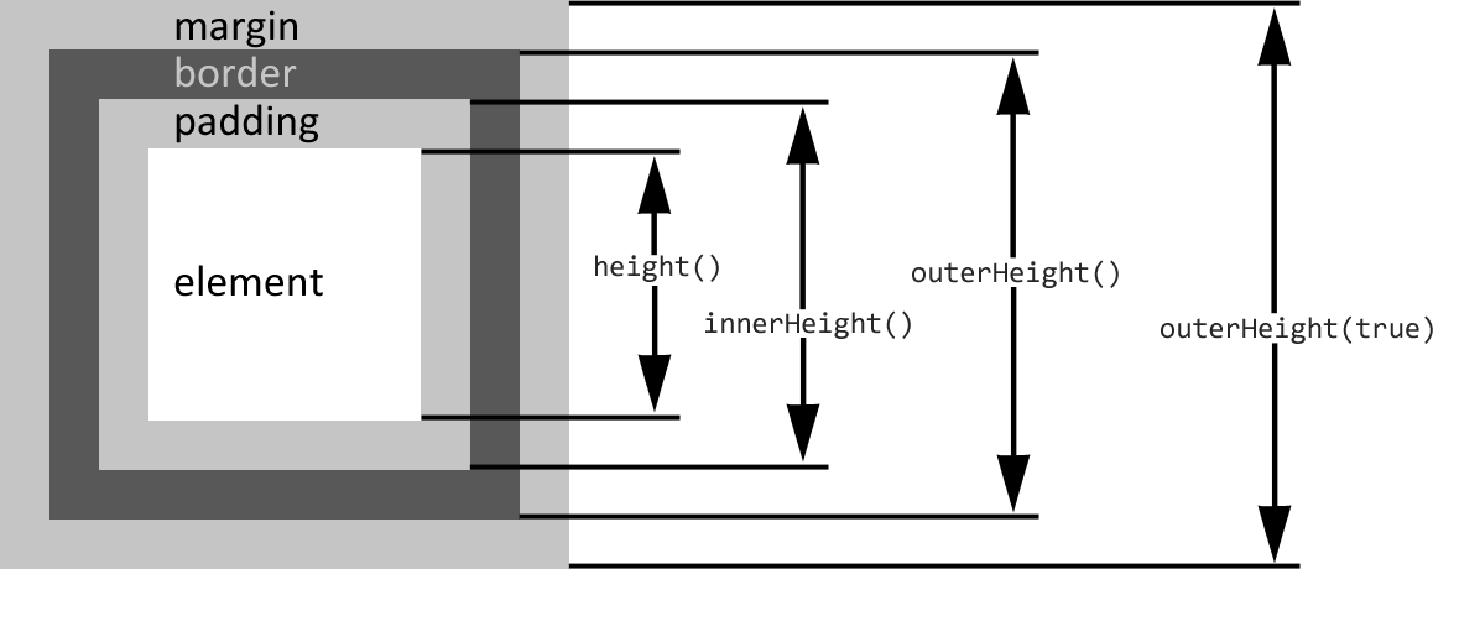 margin
border
padding
element
height()
innerHeight()
outerHeight()
outerHeight(true)